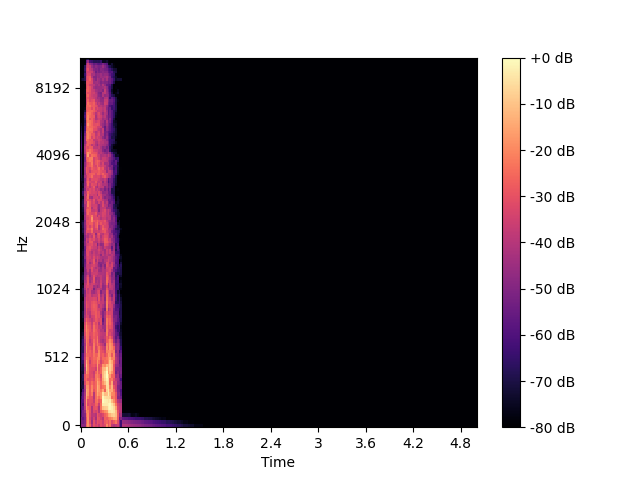 +0 dB
8192
-10 dB
4096
-20 dB
-30 dB
2048
Hz
-40 dB
1024
-50 dB
512
-60 dB
-70 dB
0
-80 dB
0 0.6 1.2 1.8 2.4 3 3.6 4.2 4.8
Time